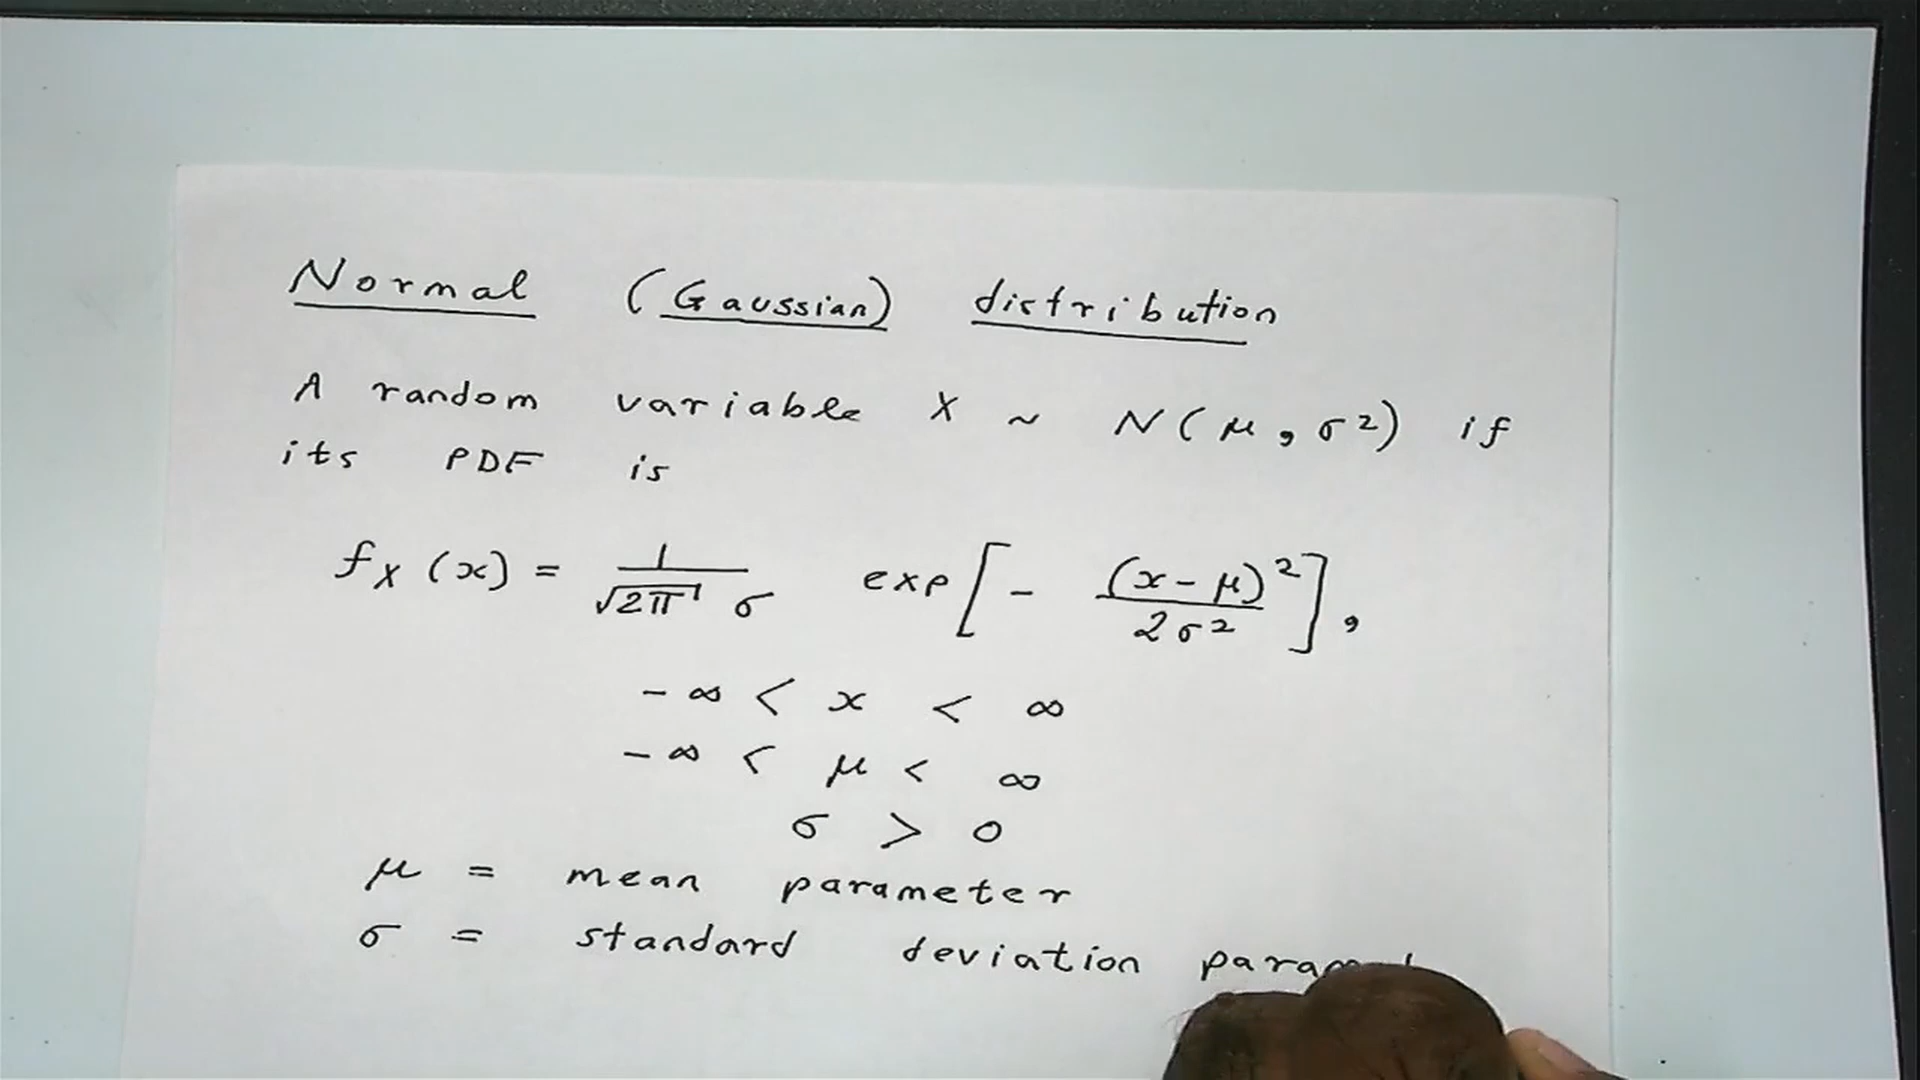 Normal (Gaussian) distribution
A random variable X ~ N(μ, σ²) if
its PDF is
f_X(x) = 1/(√2π σ) exp[- (x-μ)²/2σ²],
-∞ < x < ∞
-∞ < μ < ∞
σ > 0
μ = mean parameter
σ = standard deviation